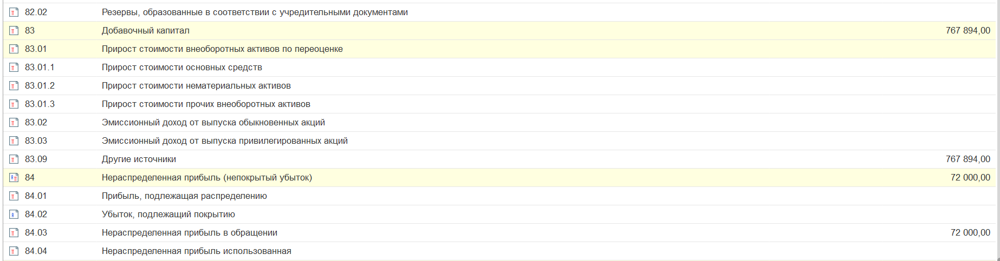 82.02 Резервы, образованные в соответствии с учредительными документами
83 Добавочный капитал 767 894,00
83.01 Прирост стоимости внеоборотных активов по переоценке
83.01.1 Прирост стоимости основных средств
83.01.2 Прирост стоимости нематериальных активов
83.01.3 Прирост стоимости прочих внеоборотных активов
83.02 Эмиссионный доход от выпуска обыкновенных акций
83.03 Эмиссионный доход от выпуска привилегированных акций
83.09 Другие источники 767 894,00
84 Нераспределенная прибыль (непокрытый убыток) 72 000,00
84.01 Прибыль, подлежащая распределению
84.02 Убыток, подлежащий покрытию
84.03 Нераспределенная прибыль в обращении 72 000,00
84.04 Нераспределенная прибыль использованная